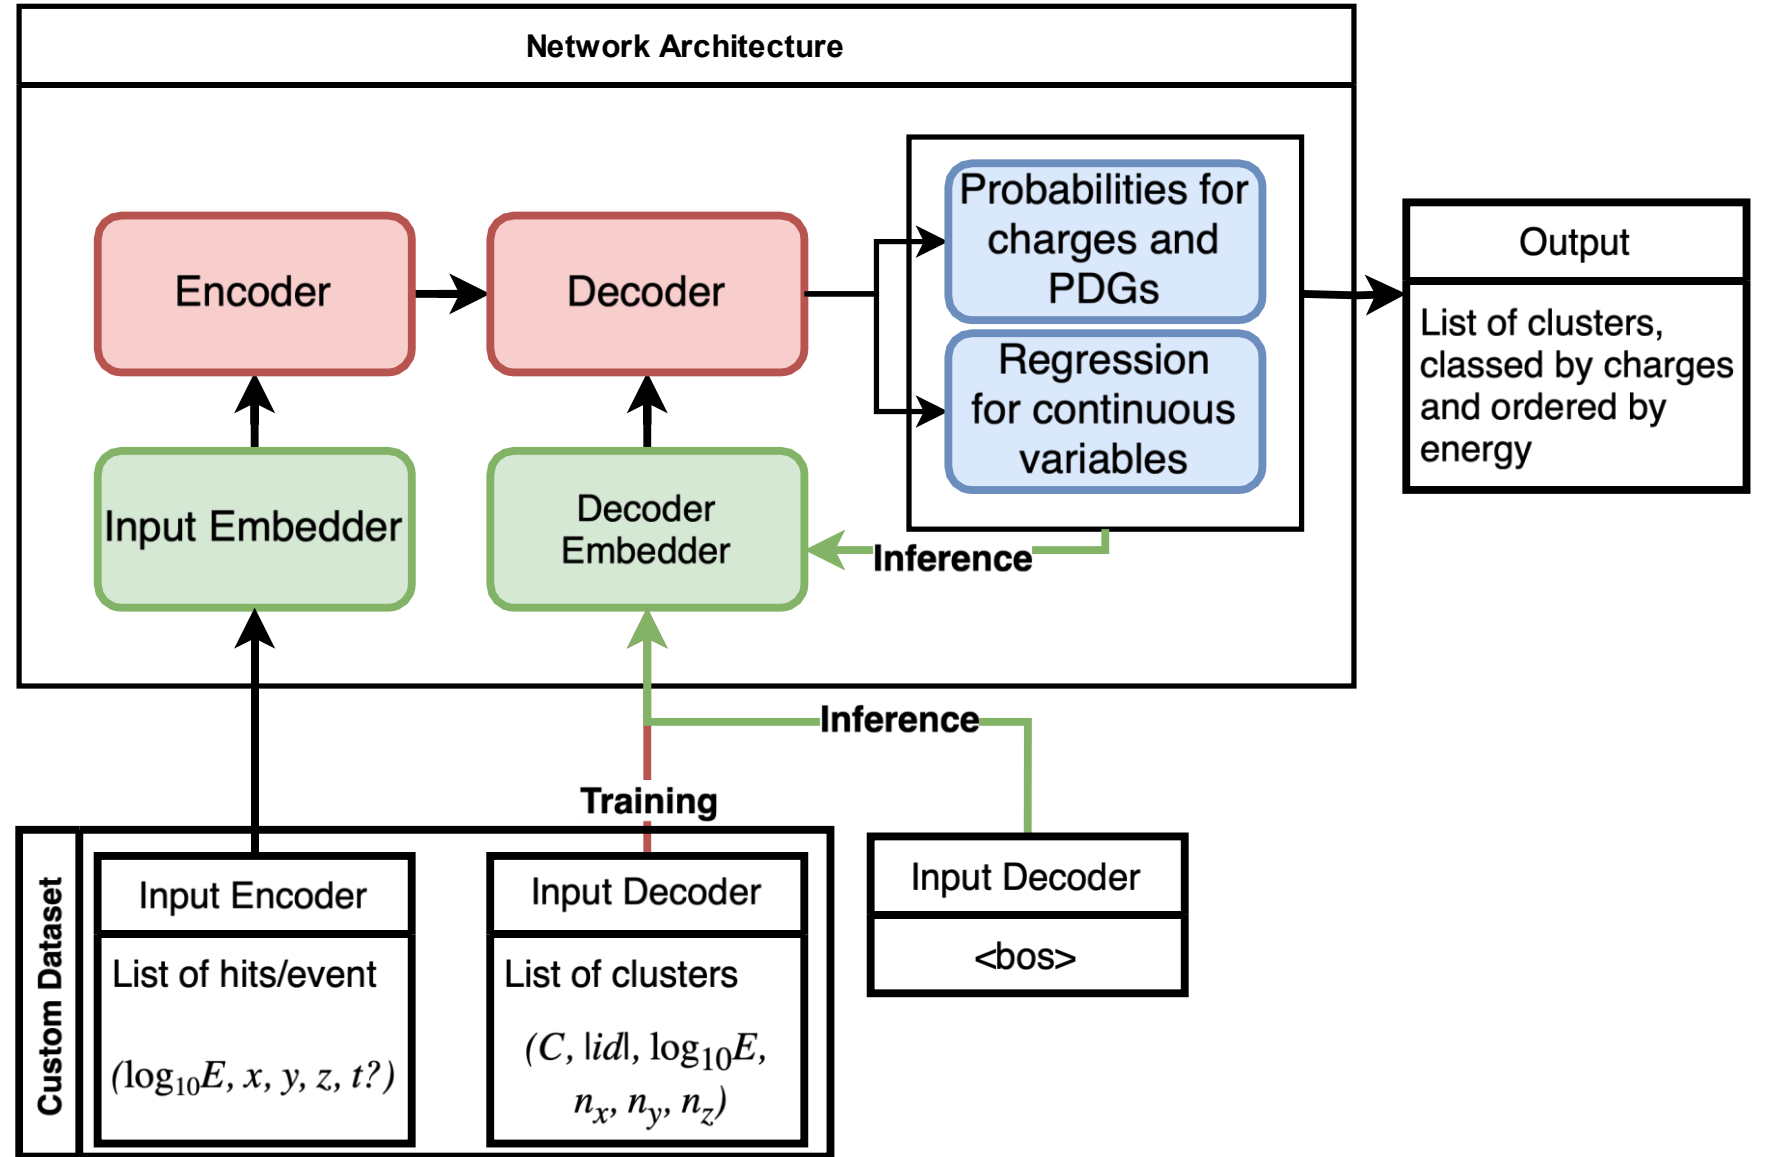 Network Architecture
Encoder
Decoder
Probabilities for
charges and
PDGs
Regression
for continuous
variables
Output
List of clusters,
classed by charges
and ordered by
energy
Input Embedder
Decoder
Embedder
Inference
Inference
Training
Custom Dataset
Input Encoder
List of hits/event
(log₁₀E, x, y, z, t?)
Input Decoder
List of clusters
(C, |id|, log₁₀E,
nₓ, n_y, n_z)
Input Decoder
<bos>